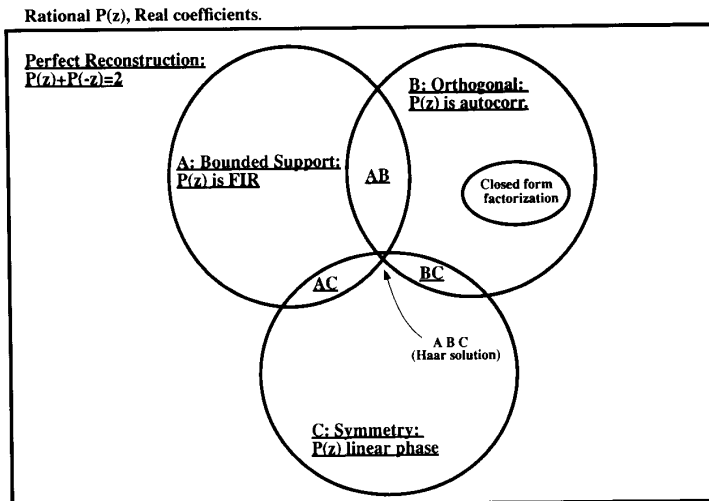 Rational P(z), Real coefficients.
Perfect Reconstruction:
P(z)+P(-z)=2
B: Orthogonal:
P(z) is autocorr.
A: Bounded Support:
P(z) is FIR
AB
Closed form
factorization
AC
BC
A B C
(Haar solution)
C: Symmetry:
P(z) linear phase